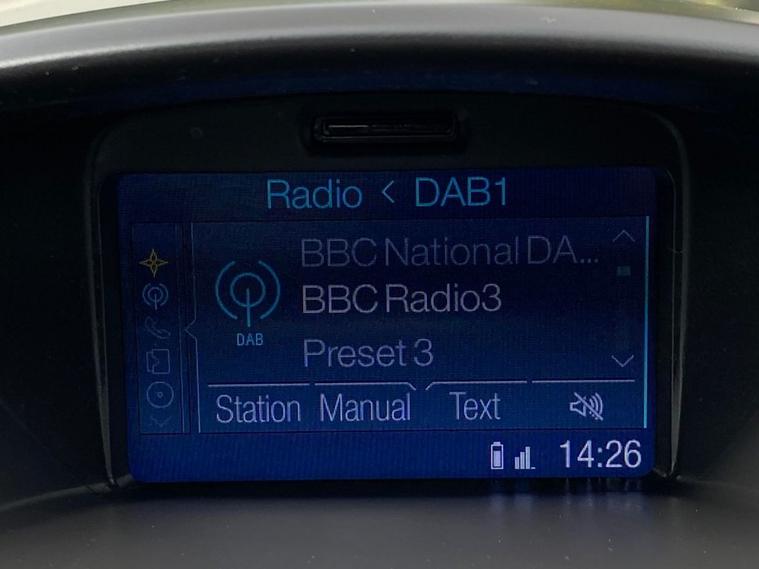 Radio < DAB1
BBC National DA...
BBC Radio3
DAB
Preset 3
Station Manual Text
14:26